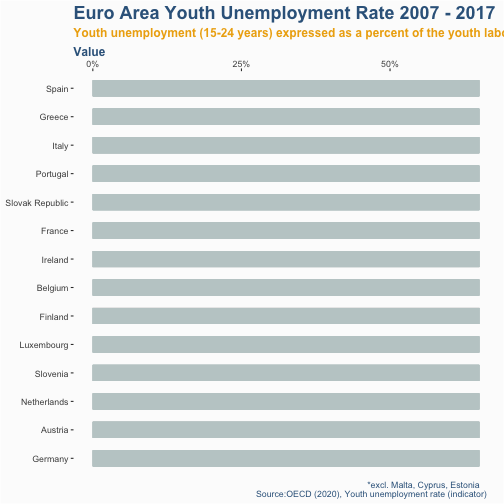 Euro Area Youth Unemployment Rate 2007 - 2017
Youth unemployment (15-24 years) expressed as a percent of the youth labo
Value
0% 25% 50%
Spain
Greece
Italy
Portugal
Slovak Republic
France
Ireland
Belgium
Finland
Luxembourg
Slovenia
Netherlands
Austria
Germany
*excl. Malta, Cyprus, Estonia
Source:OECD (2020), Youth unemployment rate (indicator)